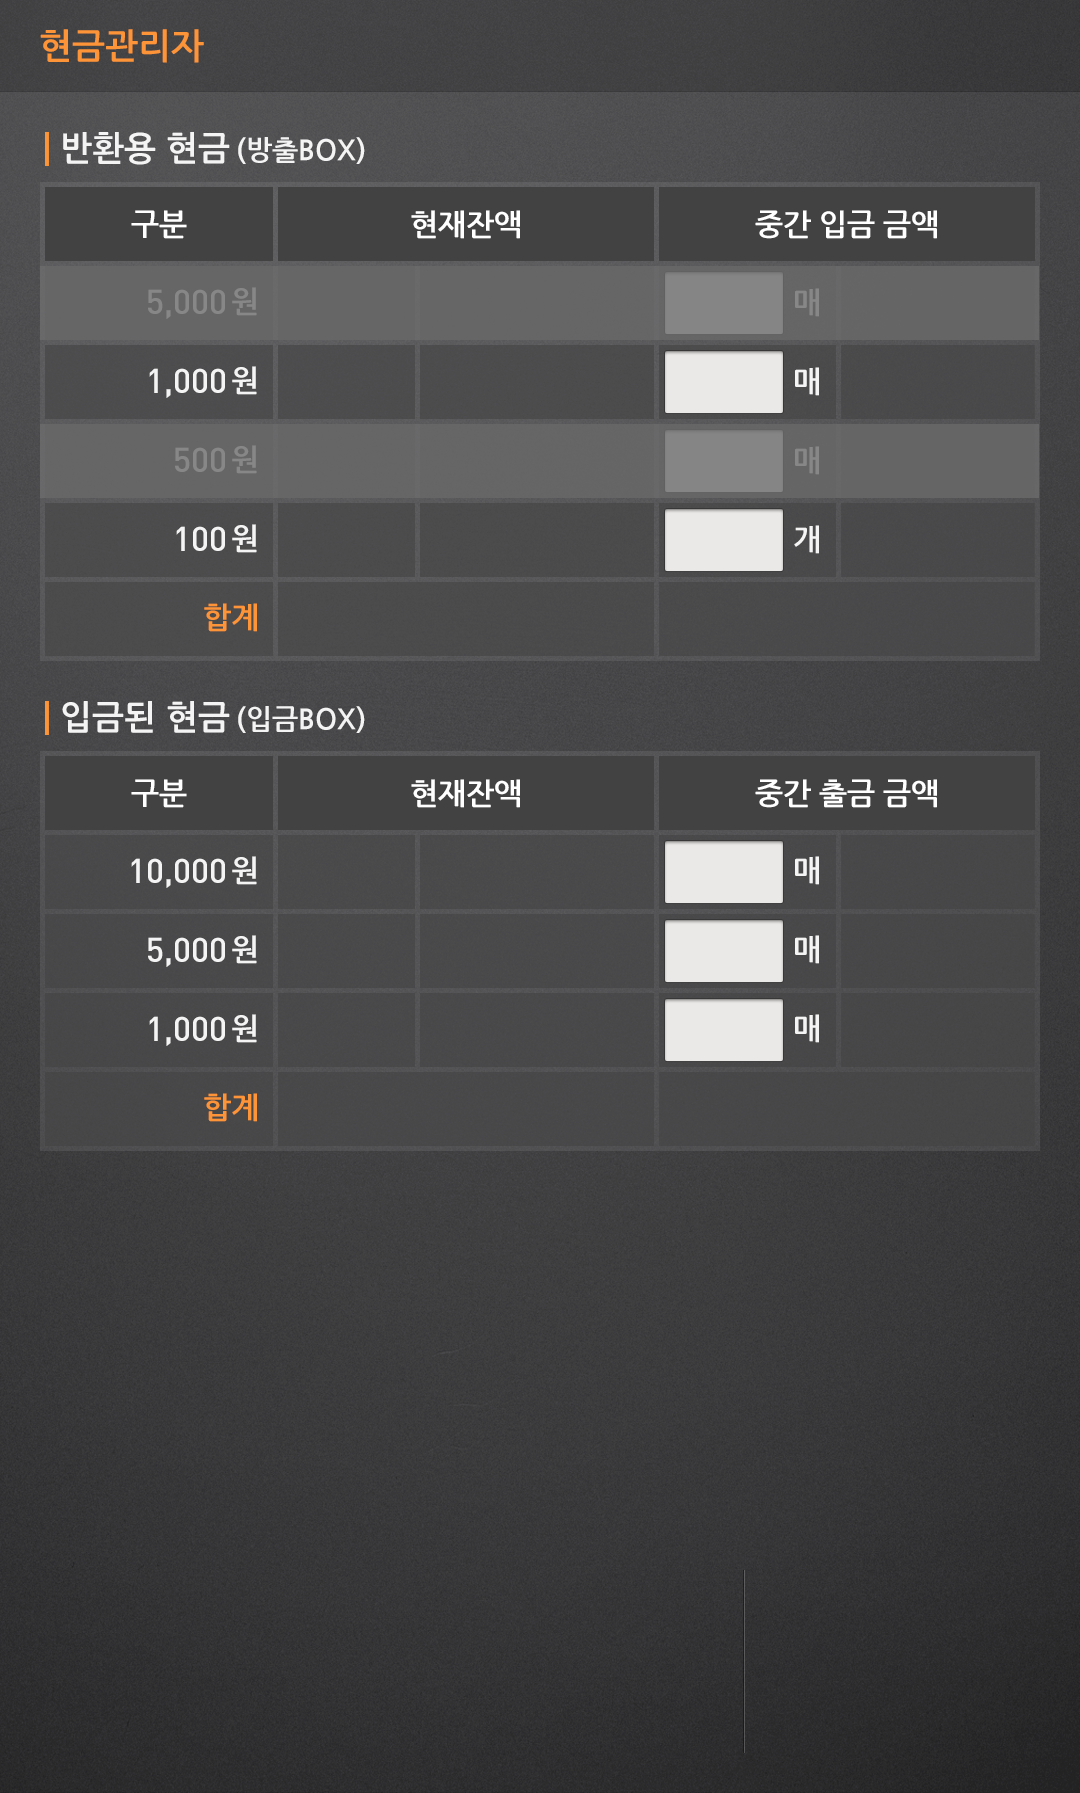 현금관리자
반환용 현금 (방출BOX)
구분 현재잔액 중간 입금 금액
5,000원 매
1,000원 매
500원 매
100원 개
합계
입금된 현금 (입금BOX)
구분 현재잔액 중간 출금 금액
10,000원 매
5,000원 매
1,000원 매
합계